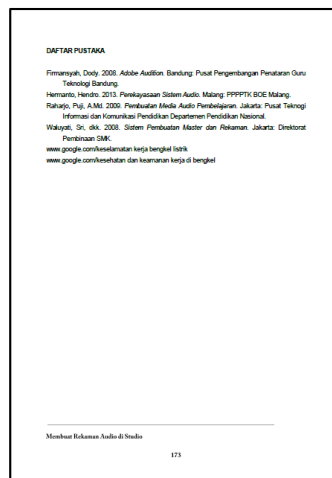 DAFTAR PUSTAKA
Firmansyah, Dody. 2008. Adobe Audition. Bandung: Pusat Pengembangan Penataran Guru
Teknologi Bandung.
Hermanto, Hendro. 2013. Perekayasaan Sistem Audio. Malang: PPPPTK BOE Malang.
Raharjo, Puji, A.Md. 2009. Pembuatan Media Audio Pembelajaran. Jakarta: Pusat Teknogi
Informasi dan Komunikasi Pendidikan Departemen Pendidikan Nasional.
Waluyati, Sri, dkk. 2008. Sistem Pembuatan Master dan Rekaman. Jakarta: Direktorat
Pembinaan SMK.
www.google.com/keselamatan kerja bengkel listrik
www.google.com/kesehatan dan keamanan kerja di bengkel
Membuat Rekaman Audio di Studio
173